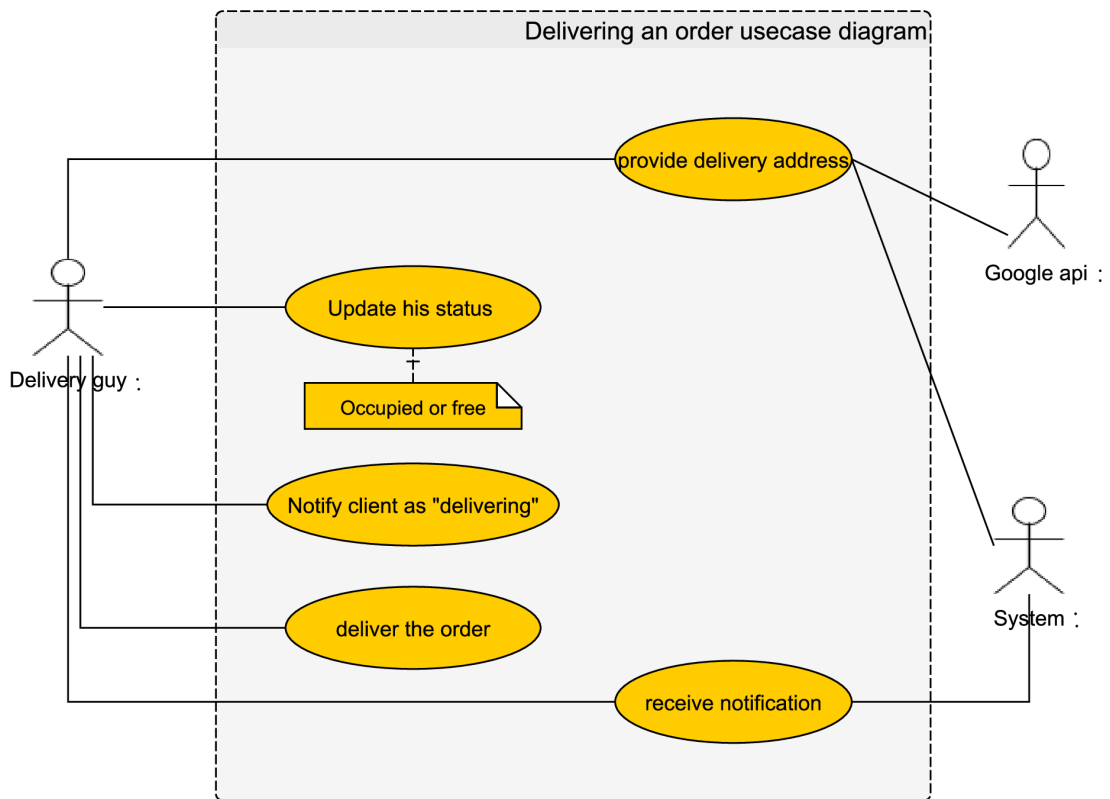 Delivering an order usecase diagram
provide delivery address
Google api :
Update his status
Delivery guy :
Occupied or free
Notify client as "delivering"
System :
deliver the order
receive notification